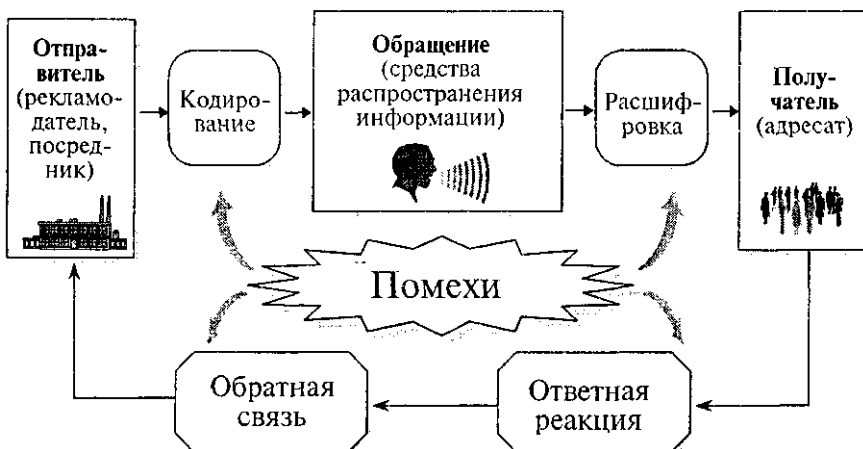 Отпра-
витель
(рекламо-
датель,
посред-
ник)
Кодиро-
вание
Обращение
(средства
распространения
информации)
Расшиф-
ровка
Полу-
чатель
(адресат)
Помехи
Обратная
связь
Ответная
реакция